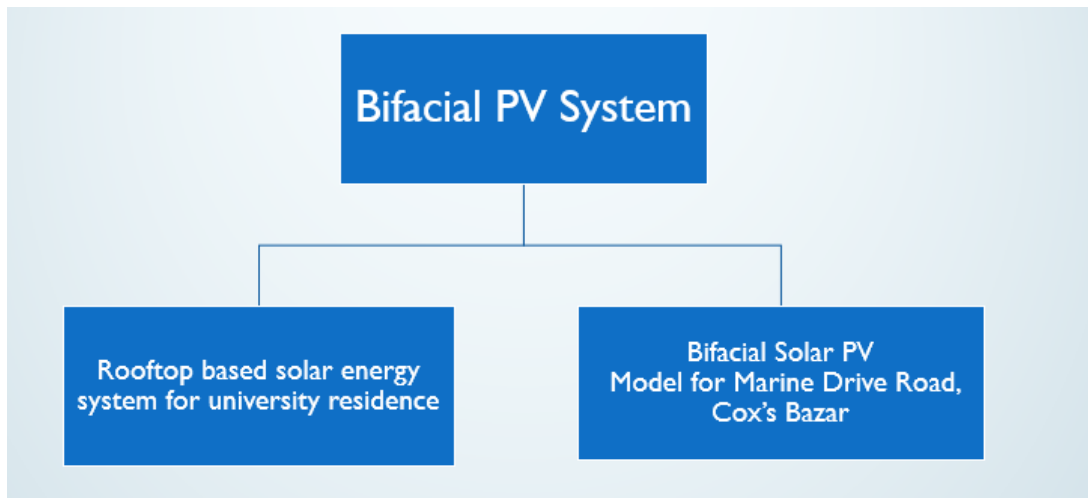 Bifacial PV System
Rooftop based solar energy
system for university residence
Bifacial Solar PV
Model for Marine Drive Road,
Cox's Bazar